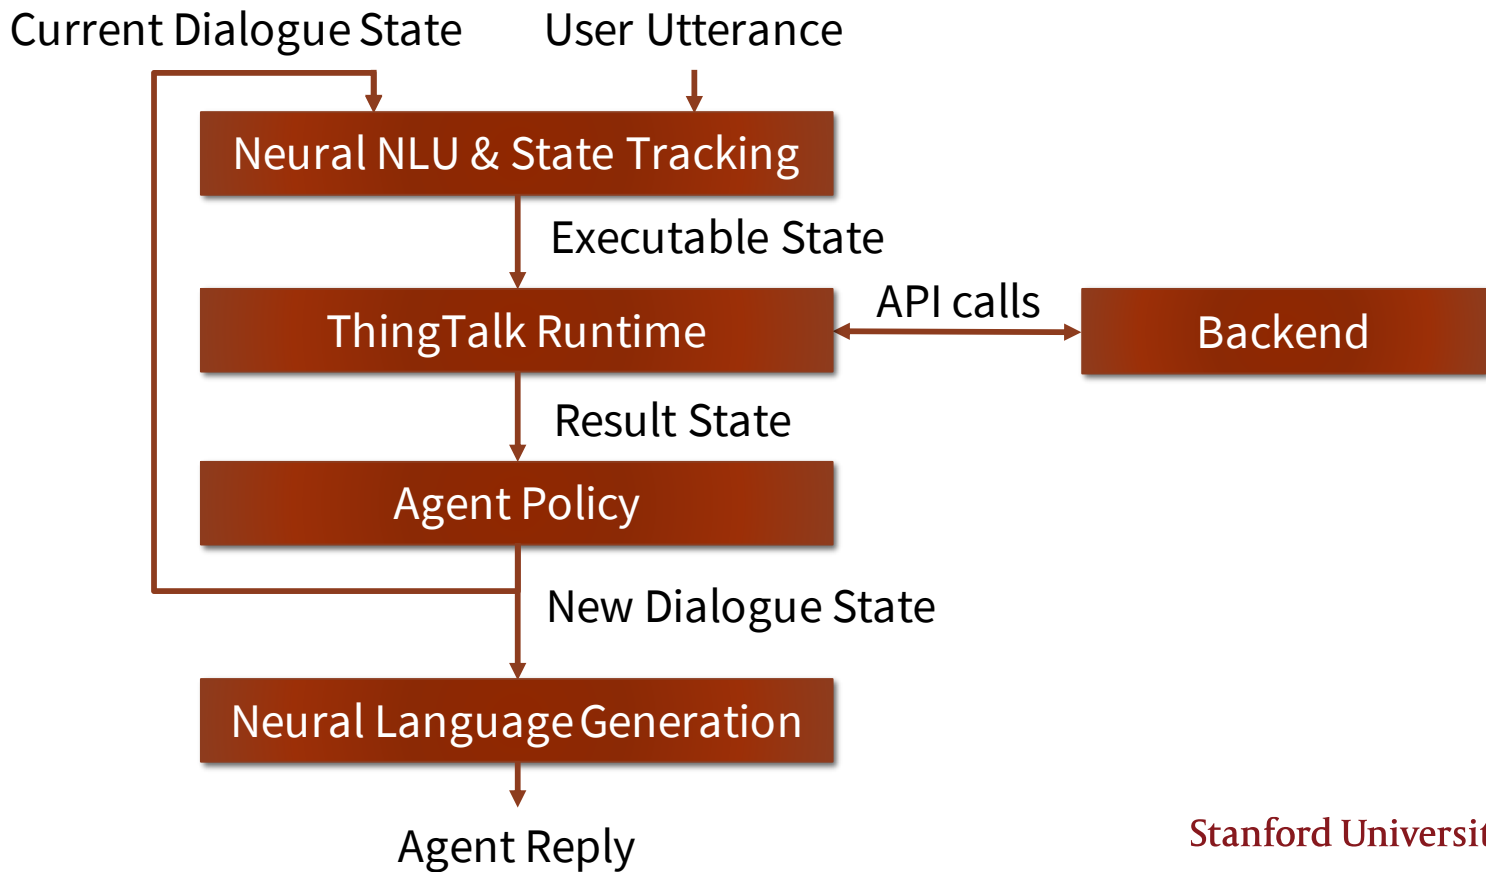 Current Dialogue State
User Utterance
Neural NLU & State Tracking
Executable State
API calls
ThingTalk Runtime
Backend
Result State
Agent Policy
New Dialogue State
Neural Language Generation
Agent Reply
Stanford Universit